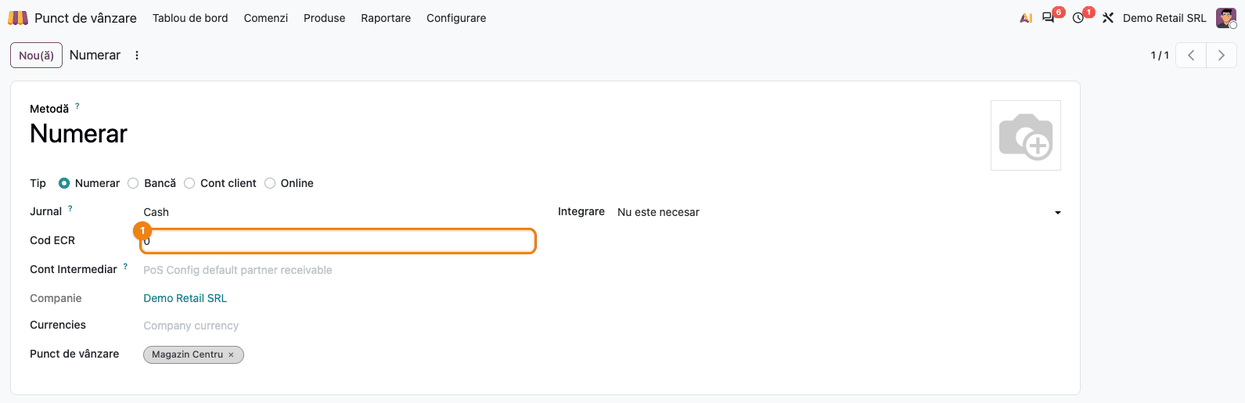 Punct de vânzare Tablou de bord Comenzi Produse Raportare Configurare AI 6 1 Demo Retail SRL
Nou(ă) Numerar 1 / 1
Metodă ?
Numerar
Tip Numerar Bancă Cont client Online
Jurnal ? Cash Integrare Nu este necesar
1
Cod ECR 0
Cont Intermediar ? PoS Config default partner receivable
Companie Demo Retail SRL
Currencies Company currency
Punct de vânzare Magazin Centru ×